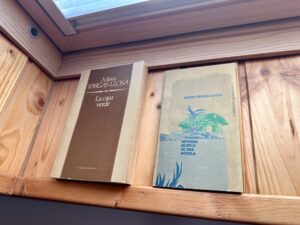 Mario
VARGAS LLOSA
La casa
verde
MARIO VARGAS LLOSA
HISTORIA
SECRETA
DE UNA
NOVELA